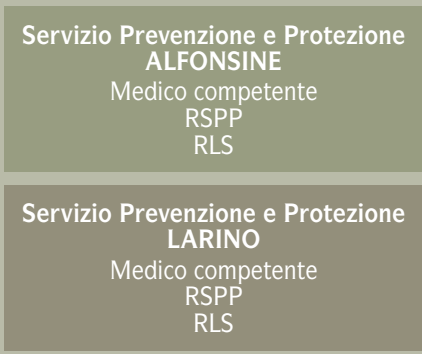 Servizio Prevenzione e Protezione
ALFONSINE
Medico competente
RSPP
RLS
Servizio Prevenzione e Protezione
LARINO
Medico competente
RSPP
RLS